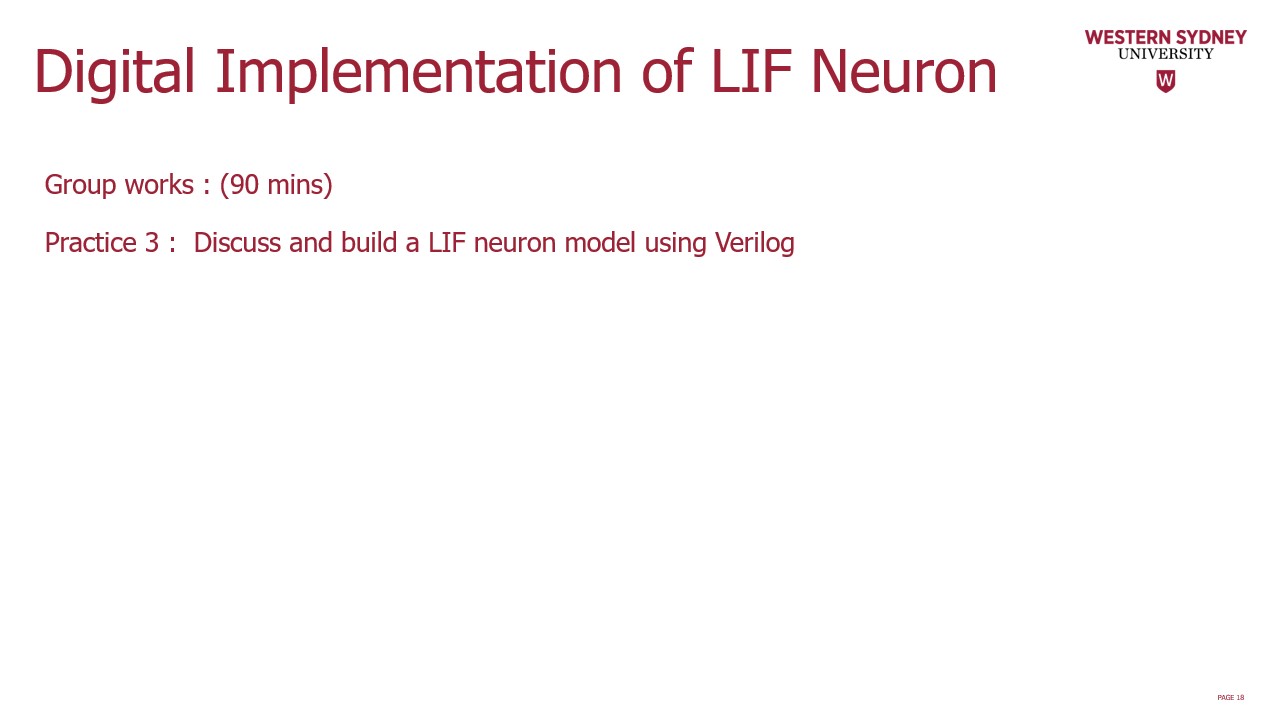 Digital Implementation of LIF Neuron
WESTERN SYDNEY
UNIVERSITY
W
Group works : (90 mins)
Practice 3 :  Discuss and build a LIF neuron model using Verilog
PAGE 18